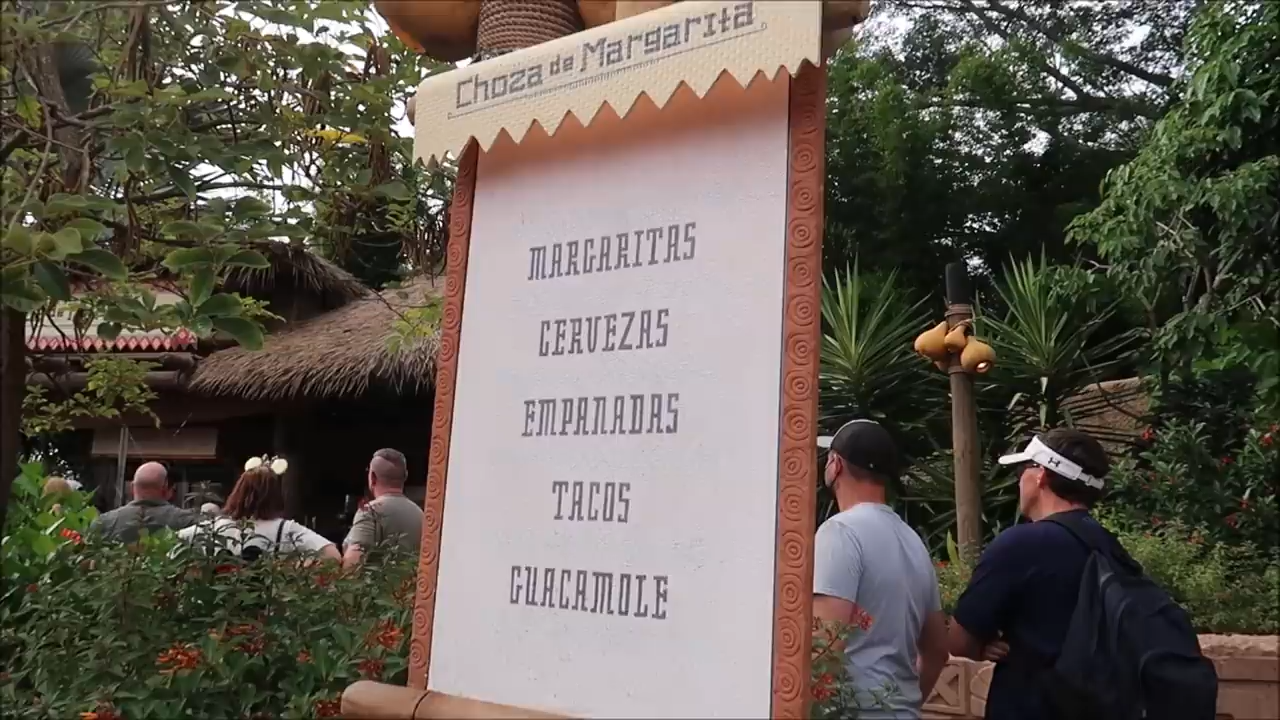 Choza de Margarita
MARGARITAS
CERVEZAS
EMPANADAS
TACOS
GUACAMOLE